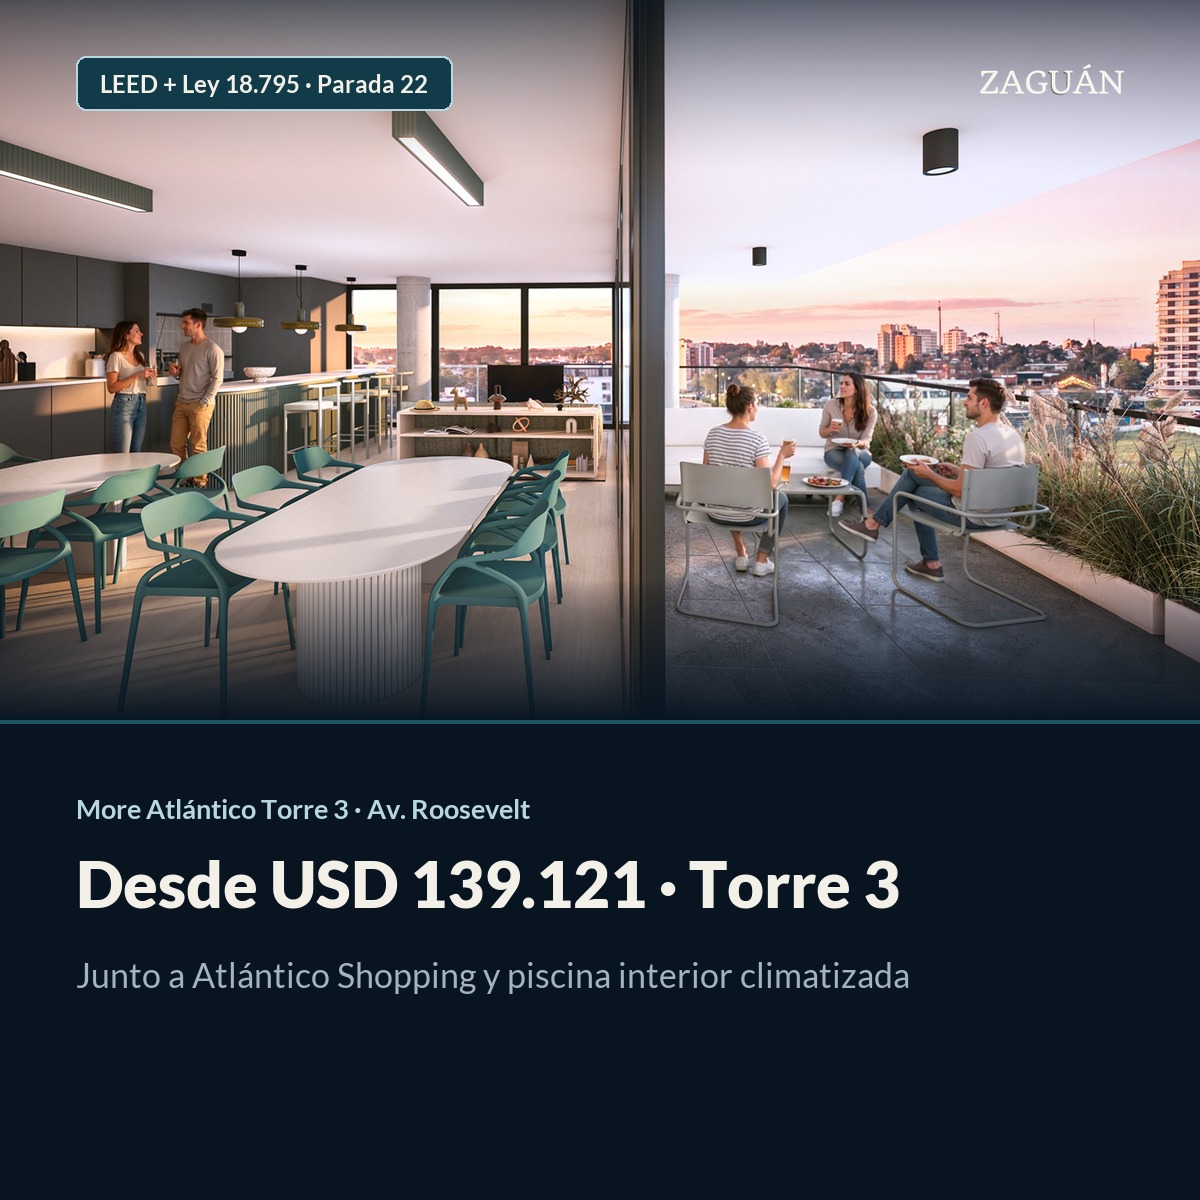 LEED + Ley 18.795 · Parada 22
ZAGUÁN
More Atlántico Torre 3 · Av. Roosevelt
Desde USD 139.121 · Torre 3
Junto a Atlántico Shopping y piscina interior climatizada